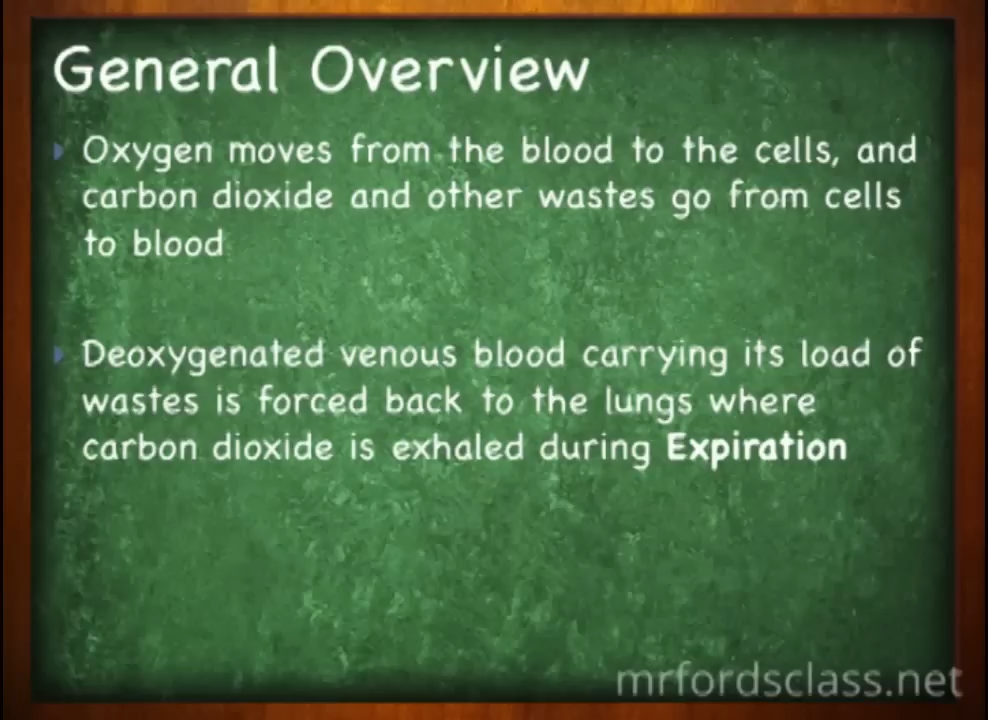 General Overview
Oxygen moves from the blood to the cells, and
carbon dioxide and other wastes go from cells
to blood
Deoxygenated venous blood carrying its load of
wastes is forced back to the lungs where
carbon dioxide is exhaled during Expiration
mrfordsclass.net